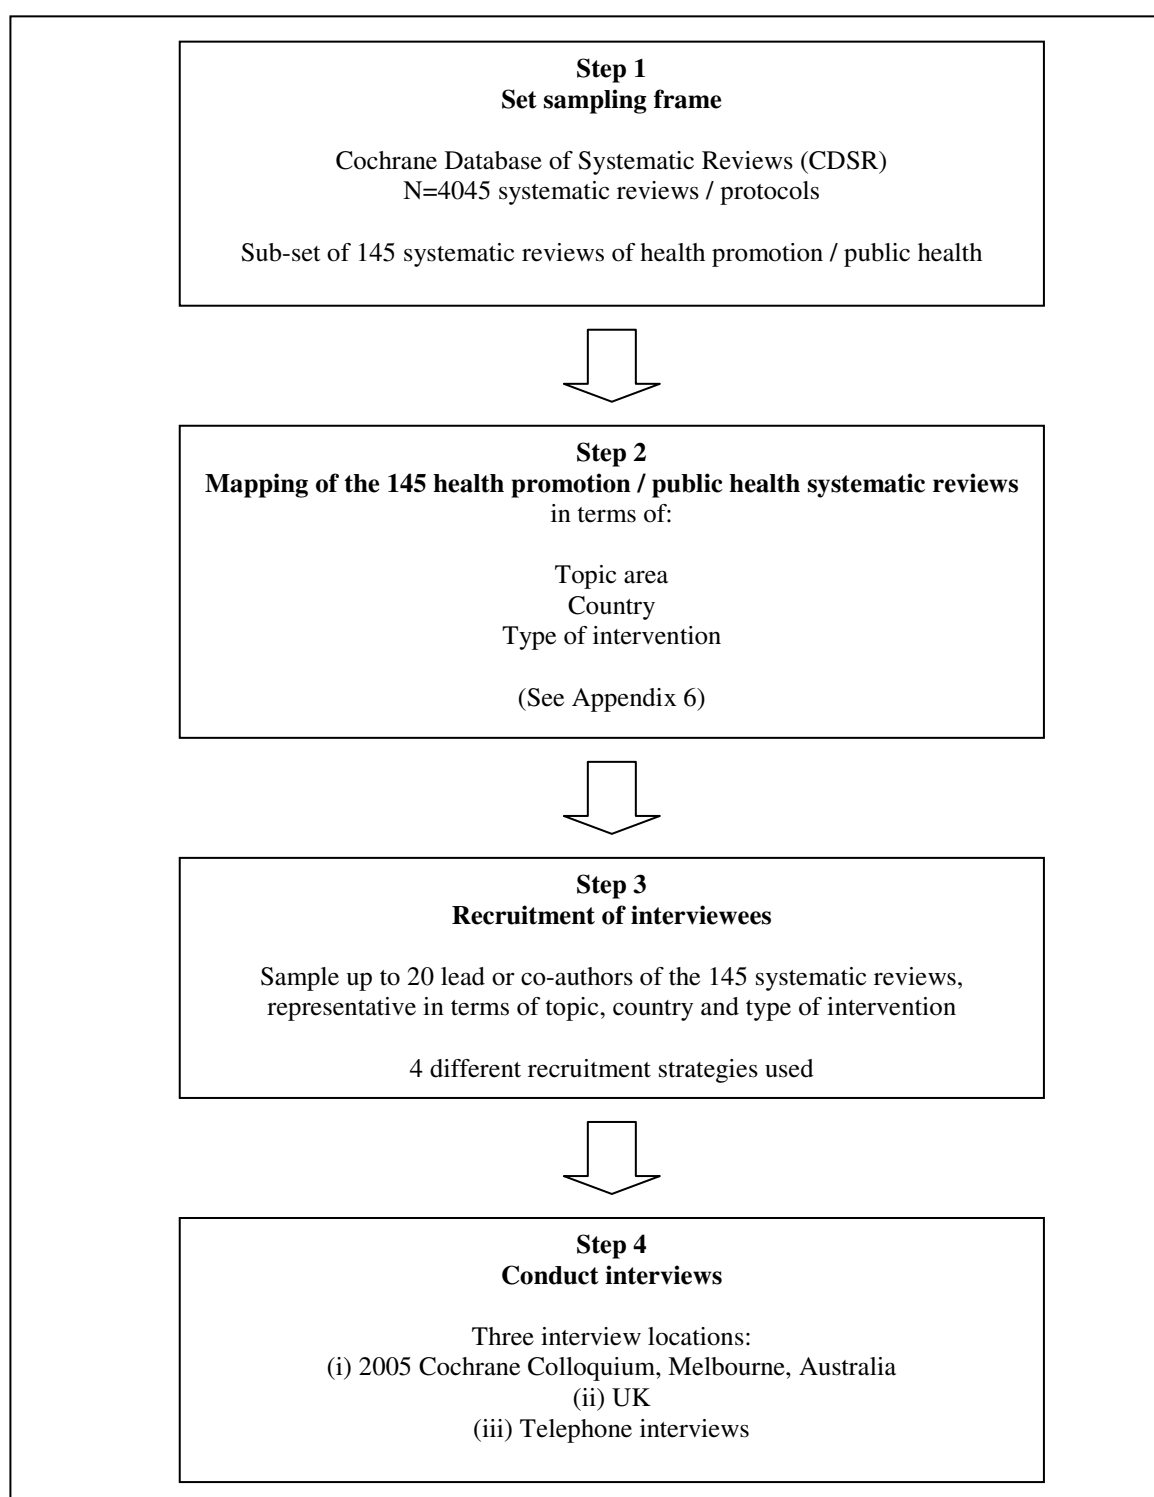 Step 1
Set sampling frame
Cochrane Database of Systematic Reviews (CDSR)
N=4045 systematic reviews / protocols
Sub-set of 145 systematic reviews of health promotion / public health
Step 2
Mapping of the 145 health promotion / public health systematic reviews
in terms of:
Topic area
Country
Type of intervention
(See Appendix 6)
Step 3
Recruitment of interviewees
Sample up to 20 lead or co-authors of the 145 systematic reviews,
representative in terms of topic, country and type of intervention
4 different recruitment strategies used
Step 4
Conduct interviews
Three interview locations:
(i) 2005 Cochrane Colloquium, Melbourne, Australia
(ii) UK
(iii) Telephone interviews